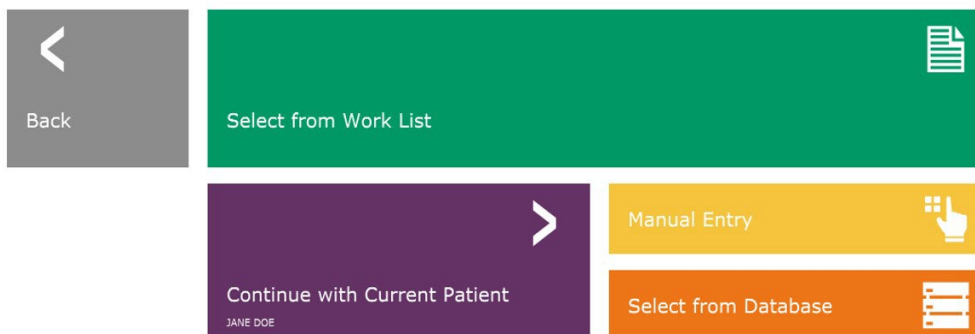 Back
Select from Work List
Manual Entry
Continue with Current Patient
JANE DOE
Select from Database